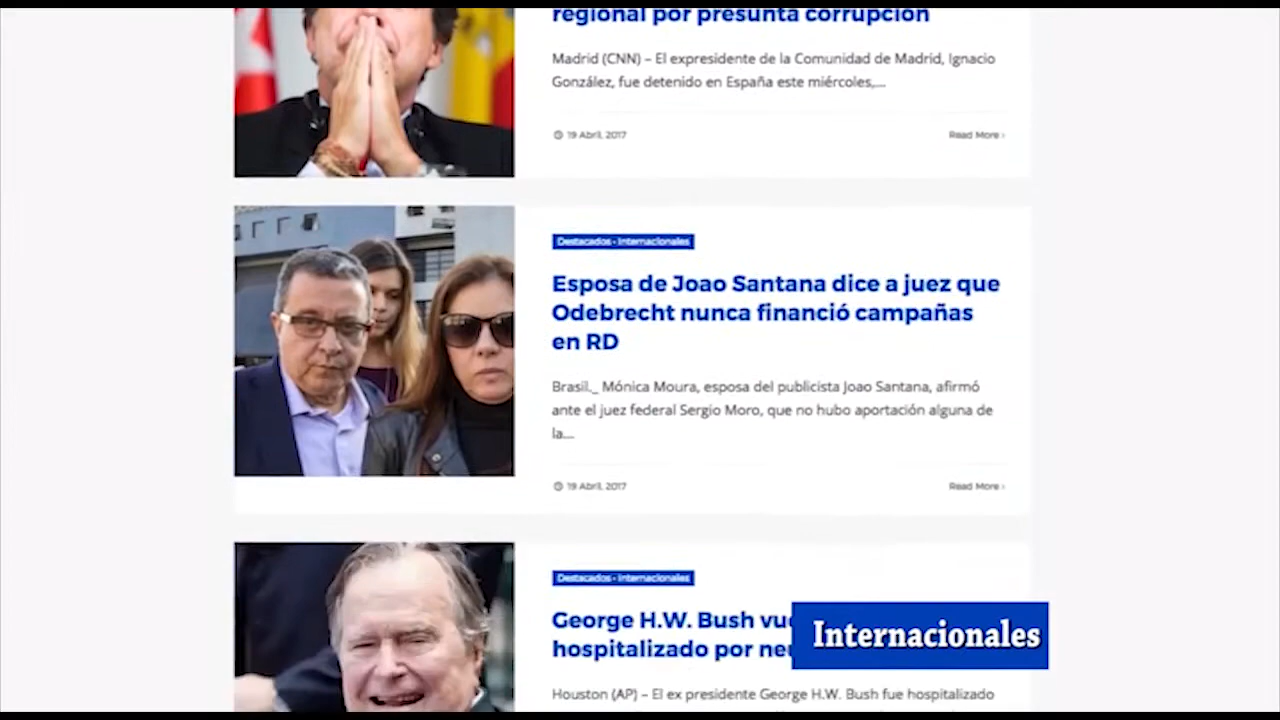 regional por presunta corrupción
Madrid (CNN) – El expresidente de la Comunidad de Madrid, Ignacio
González, fue detenido en España este miércoles,...
19 Abril, 2017
Read More ›
Destacados • Internacionales
Esposa de Joao Santana dice a juez que
Odebrecht nunca financió campañas
en RD
Brasil._ Mónica Moura, esposa del publicista Joao Santana, afirmó
ante el juez federal Sergio Moro, que no hubo aportación alguna de
la...
19 Abril, 2017
Read More ›
Destacados • Internacionales
George H.W. Bush
hospitalizado por
Internacionales
Houston (AP) – El ex presidente George H.W. Bush fue hospitalizado